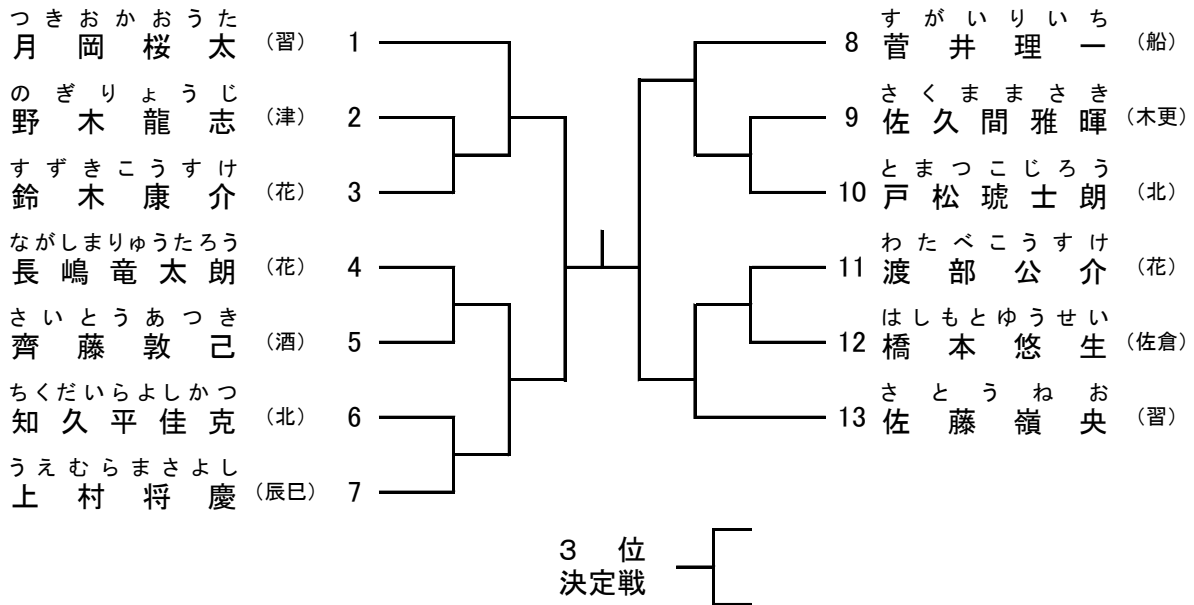 つきおかおうた
月岡桜太 (習) 1
のぎりょうじ
野木龍志 (津) 2
すずきこうすけ
鈴木康介 (花) 3
ながしまりゅうたろう
長嶋竜太朗 (花) 4
さいとうあつき
齊藤敦己 (酒) 5
ちくだいらよしかつ
知久平佳克 (北) 6
うえむらまさよし
上村将慶 (辰巳) 7
すがいりいち
8 菅井理一 (船)
さくままさき
9 佐久間雅暉 (木更)
とまつこじろう
10 戸松琥士朗 (北)
わたべこうすけ
11 渡部公介 (花)
はしもとゆうせい
12 橋本悠生 (佐倉)
さとうねお
13 佐藤嶺央 (習)
3位
決定戦